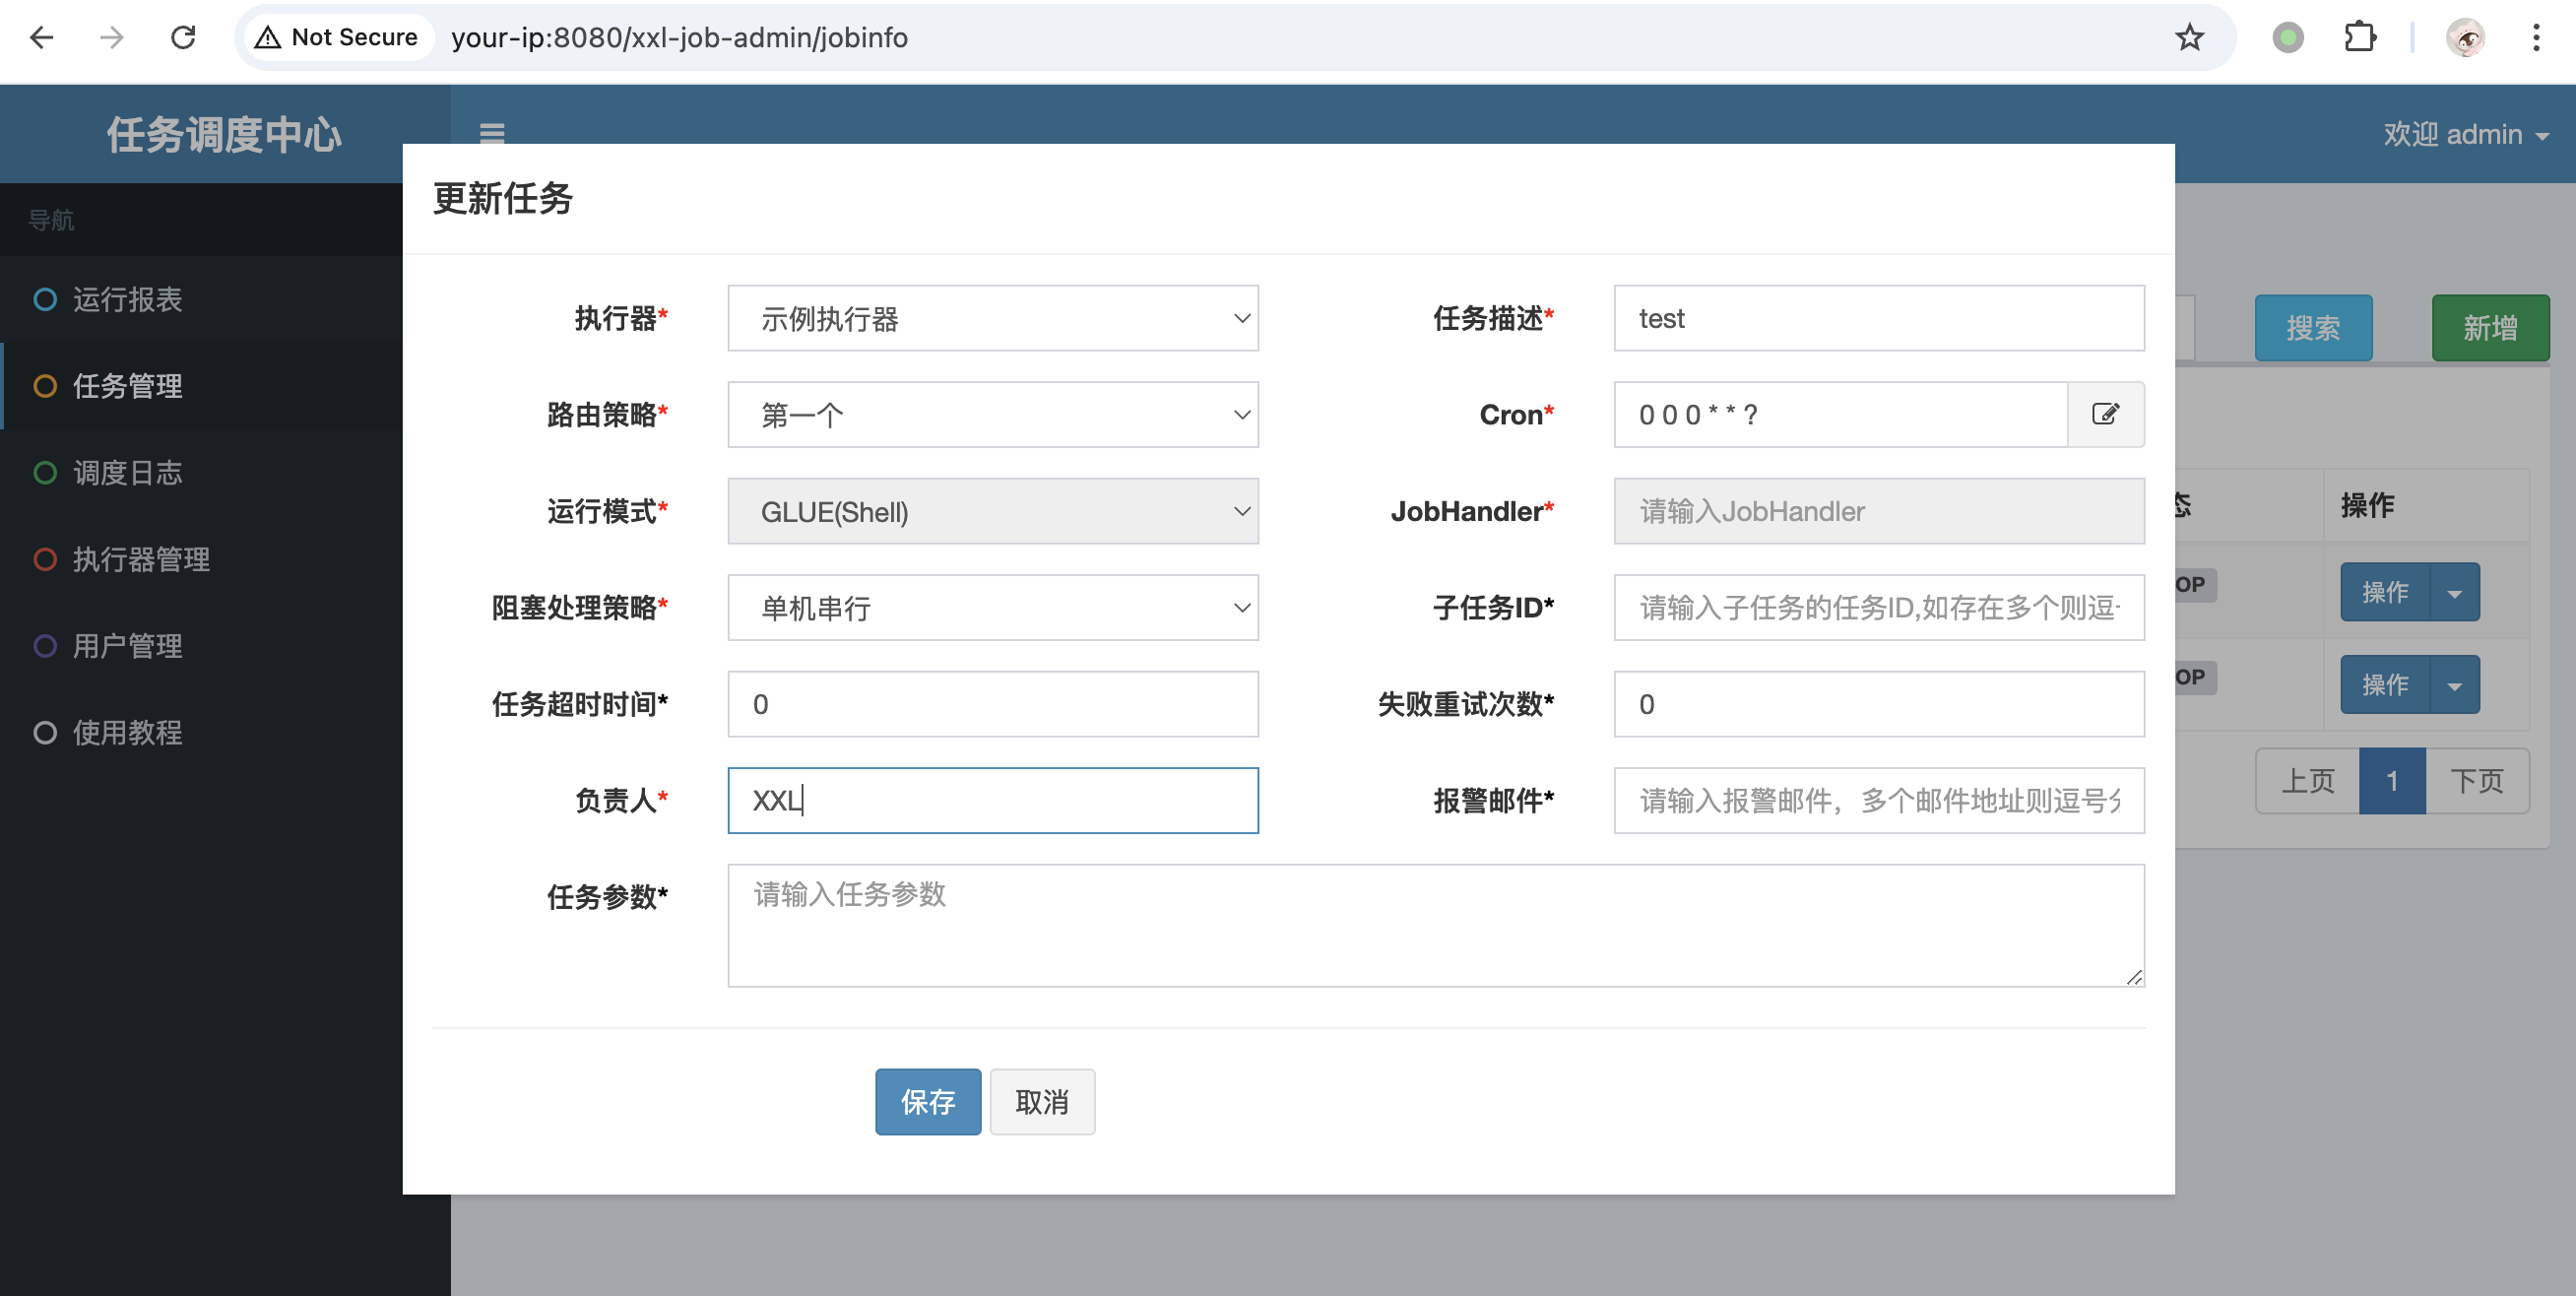 Not Secure your-ip:8080/xxl-job-admin/jobinfo
任务调度中心
欢迎 admin
导航
运行报表
任务管理
调度日志
执行器管理
用户管理
使用教程
更新任务
执行器* 示例执行器 任务描述* test
路由策略* 第一个 Cron* 0 0 0 * * ?
运行模式* GLUE(Shell) JobHandler* 请输入JobHandler
阻塞处理策略* 单机串行 子任务ID* 请输入子任务的任务ID,如存在多个则逗
任务超时时间* 0 失败重试次数* 0
负责人* XXL 报警邮件* 请输入报警邮件，多个邮件地址则逗号分
任务参数* 请输入任务参数
保存 取消
搜索 新增
态 操作
OP 操作
OP 操作
上页 1 下页